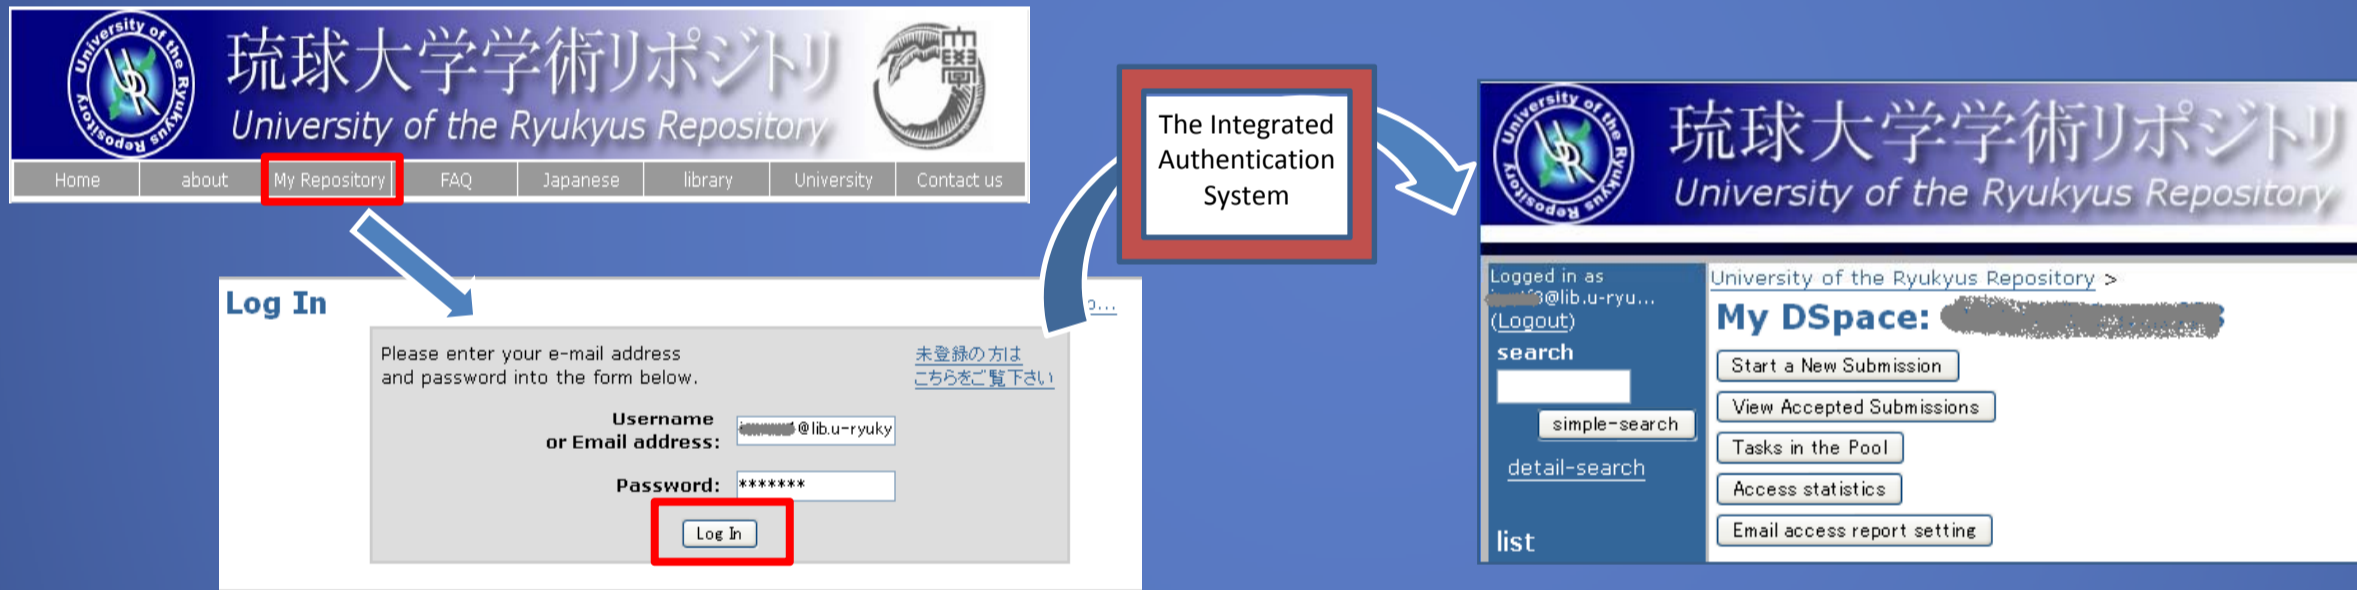 University of the Ryukyus Repository
琉球大学学術リポジトリ
University of the Ryukyus Repository
Home about My Repository FAQ Japanese library University Contact us
Log In
Please enter your e-mail address
and password into the form below.
未登録の方は
こちらをご覧下さい
Username
or Email address:
@lib.u-ryuky
Password: *******
Log In
The Integrated
Authentication
System
University of the Ryukyus Repository
琉球大学学術リポジトリ
University of the Ryukyus Repository
Logged in as
@lib.u-ryu...
(Logout)
search
simple-search
detail-search
list
University of the Ryukyus Repository >
My DSpace:
Start a New Submission
View Accepted Submissions
Tasks in the Pool
Access statistics
Email access report setting